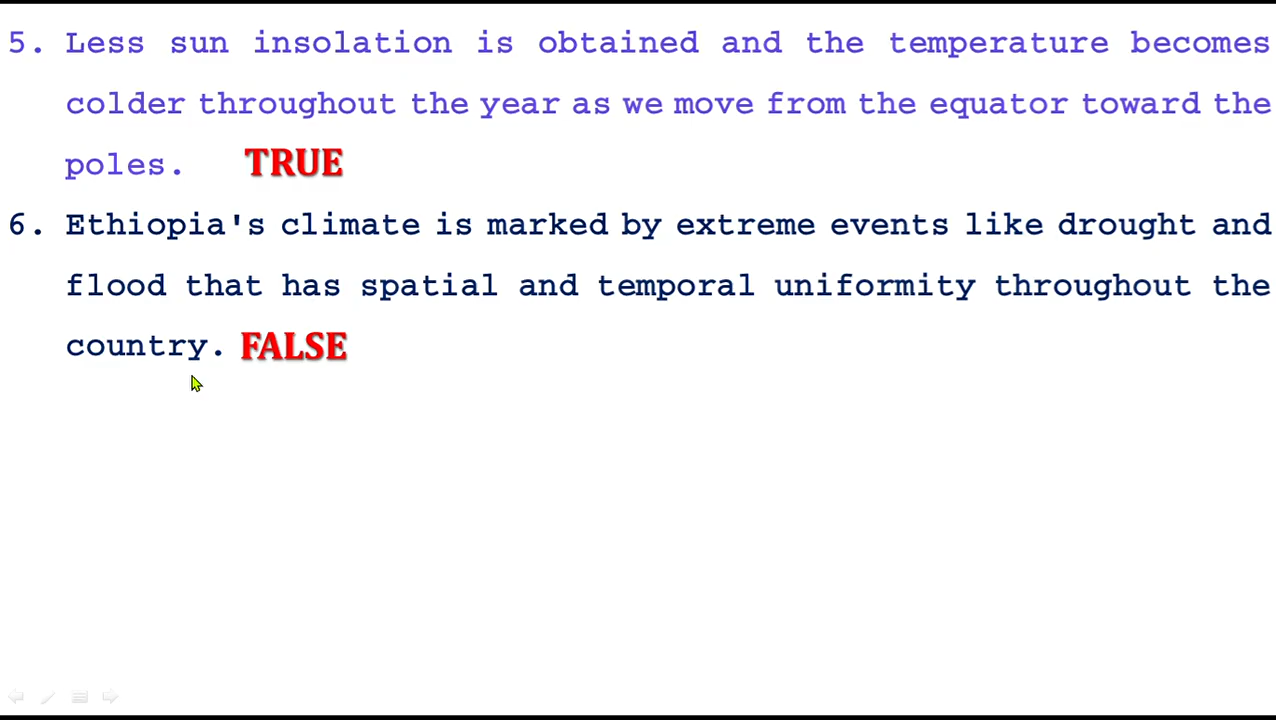 5. Less sun insolation is obtained and the temperature becomes
colder throughout the year as we move from the equator toward the
poles. TRUE
6. Ethiopia's climate is marked by extreme events like drought and
flood that has spatial and temporal uniformity throughout the
country. FALSE